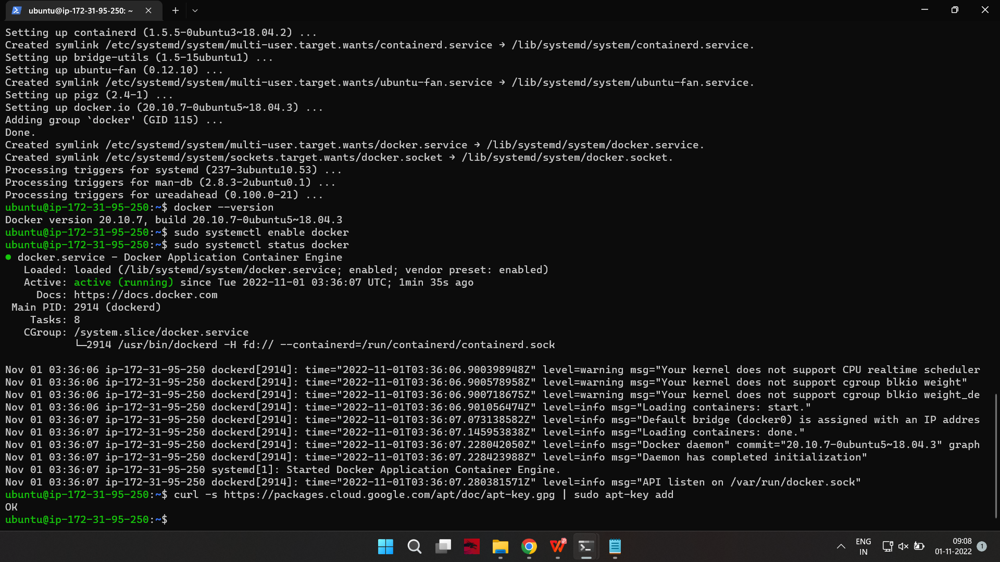 ubuntu@ip-172-31-95-250: ~
Setting up containerd (1.5.5-0ubuntu3~18.04.2) ...
Created symlink /etc/systemd/system/multi-user.target.wants/containerd.service → /lib/systemd/system/containerd.service.
Setting up bridge-utils (1.5-15ubuntu1) ...
Setting up ubuntu-fan (0.12.10) ...
Created symlink /etc/systemd/system/multi-user.target.wants/ubuntu-fan.service → /lib/systemd/system/ubuntu-fan.service.
Setting up pigz (2.4-1) ...
Setting up docker.io (20.10.7-0ubuntu5~18.04.3) ...
Adding group `docker' (GID 115) ...
Done.
Created symlink /etc/systemd/system/multi-user.target.wants/docker.service → /lib/systemd/system/docker.service.
Created symlink /etc/systemd/system/sockets.target.wants/docker.socket → /lib/systemd/system/docker.socket.
Processing triggers for systemd (237-3ubuntu10.53) ...
Processing triggers for man-db (2.8.3-2ubuntu0.1) ...
Processing triggers for ureadahead (0.100.0-21) ...
ubuntu@ip-172-31-95-250:~$ docker --version
Docker version 20.10.7, build 20.10.7-0ubuntu5~18.04.3
ubuntu@ip-172-31-95-250:~$ sudo systemctl enable docker
ubuntu@ip-172-31-95-250:~$ sudo systemctl status docker
● docker.service - Docker Application Container Engine
   Loaded: loaded (/lib/systemd/system/docker.service; enabled; vendor preset: enabled)
   Active: active (running) since Tue 2022-11-01 03:36:07 UTC; 1min 35s ago
     Docs: https://docs.docker.com
 Main PID: 2914 (dockerd)
    Tasks: 8
   CGroup: /system.slice/docker.service
           └─2914 /usr/bin/dockerd -H fd:// --containerd=/run/containerd/containerd.sock
Nov 01 03:36:06 ip-172-31-95-250 dockerd[2914]: time="2022-11-01T03:36:06.900398948Z" level=warning msg="Your kernel does not support CPU realtime scheduler
Nov 01 03:36:06 ip-172-31-95-250 dockerd[2914]: time="2022-11-01T03:36:06.900578958Z" level=warning msg="Your kernel does not support cgroup blkio weight"
Nov 01 03:36:06 ip-172-31-95-250 dockerd[2914]: time="2022-11-01T03:36:06.900718675Z" level=warning msg="Your kernel does not support cgroup blkio weight_de
Nov 01 03:36:06 ip-172-31-95-250 dockerd[2914]: time="2022-11-01T03:36:06.901056474Z" level=info msg="Loading containers: start."
Nov 01 03:36:07 ip-172-31-95-250 dockerd[2914]: time="2022-11-01T03:36:07.073138582Z" level=info msg="Default bridge (docker0) is assigned with an IP addres
Nov 01 03:36:07 ip-172-31-95-250 dockerd[2914]: time="2022-11-01T03:36:07.145953838Z" level=info msg="Loading containers: done."
Nov 01 03:36:07 ip-172-31-95-250 dockerd[2914]: time="2022-11-01T03:36:07.228042050Z" level=info msg="Docker daemon" commit="20.10.7-0ubuntu5~18.04.3" graph
Nov 01 03:36:07 ip-172-31-95-250 dockerd[2914]: time="2022-11-01T03:36:07.228423988Z" level=info msg="Daemon has completed initialization"
Nov 01 03:36:07 ip-172-31-95-250 systemd[1]: Started Docker Application Container Engine.
Nov 01 03:36:07 ip-172-31-95-250 dockerd[2914]: time="2022-11-01T03:36:07.280381571Z" level=info msg="API listen on /var/run/docker.sock"
ubuntu@ip-172-31-95-250:~$ curl -s https://packages.cloud.google.com/apt/doc/apt-key.gpg | sudo apt-key add
OK
ubuntu@ip-172-31-95-250:~$
ENG
IN
09:08
01-11-2022
1